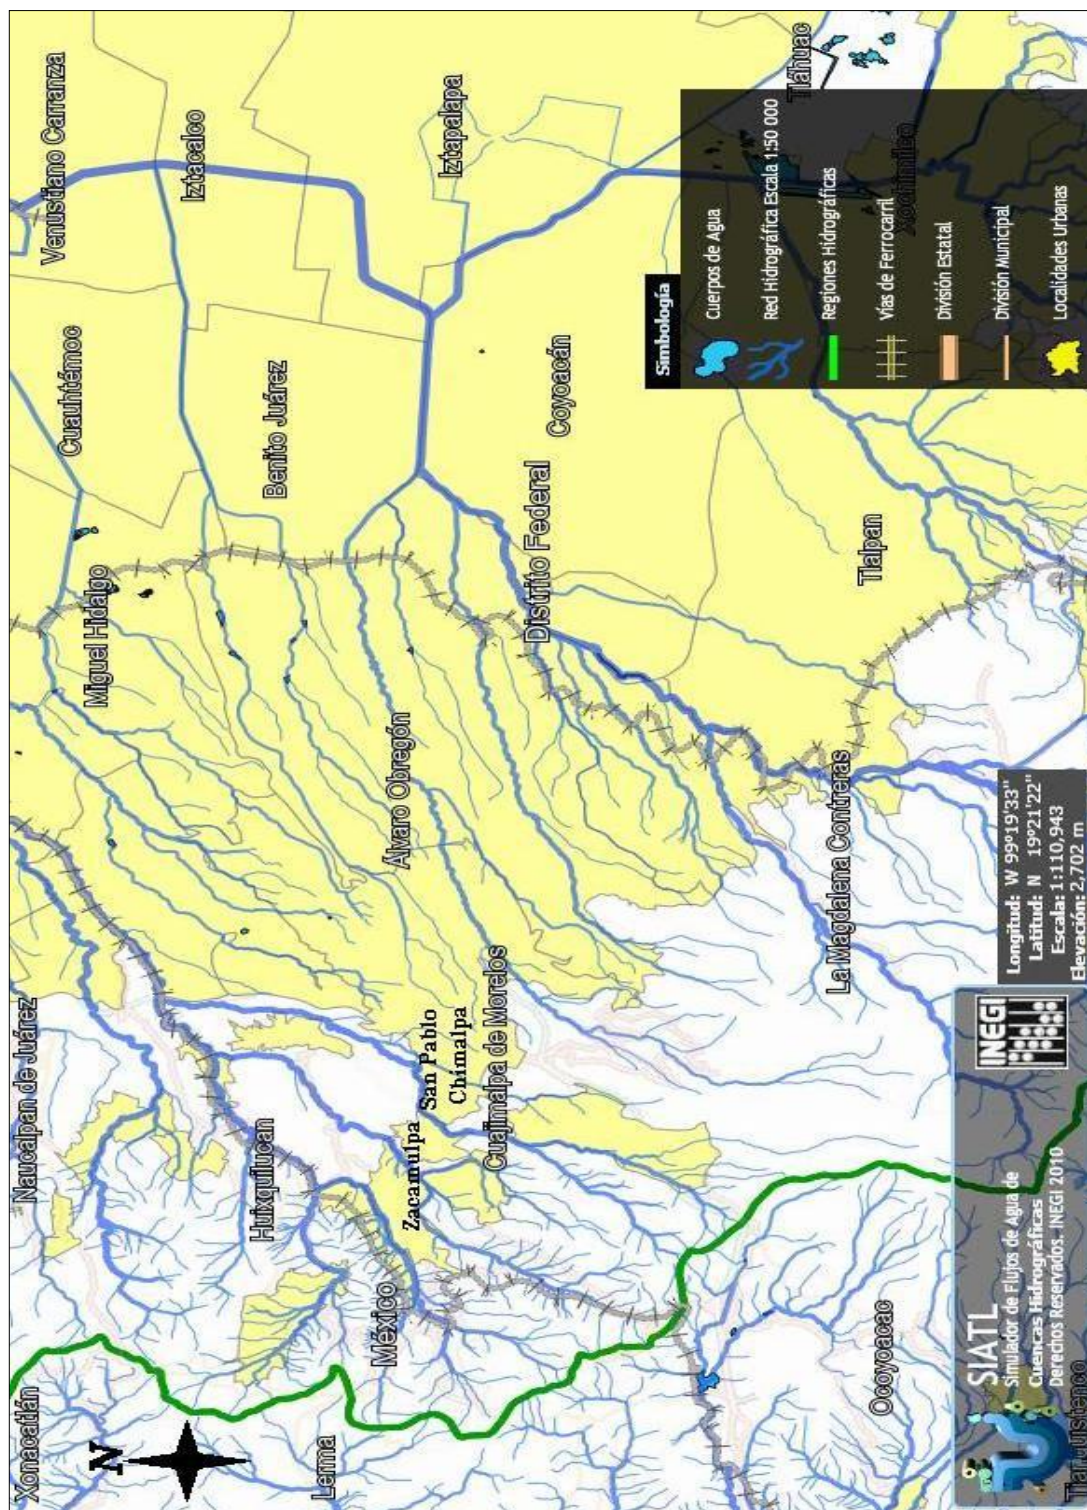 Xonacatlán
Naucalpan de Juárez
Miguel Hidalgo
Cuauhtémoc
Venustiano Carranza
N
Lerma
Huixquilucan
Benito Juárez
Iztacalco
México
Zacamulpa
San Pablo
Chimalpa
Cuajimalpa de Morelos
Álvaro Obregón
Distrito Federal
Coyoacán
Iztapalapa
Ocoyoacac
La Magdalena Contreras
Tlalpan
Xochimilco
Tláhuac
Tianguistenco
Simbología
Cuerpos de Agua
Red Hidrográfica Escala 1:50 000
Regiones Hidrográficas
Vías de Ferrocarril
División Estatal
División Municipal
Localidades Urbanas
SIATL
Simulador de Flujos de Agua de
Cuencas Hidrográficas
Derechos Reservados. INEGI 2010
INEGI
Longitud: W 99°19'33"
Latitud: N 19°21'22"
Escala: 1:110,943
Elevación: 2,702 m